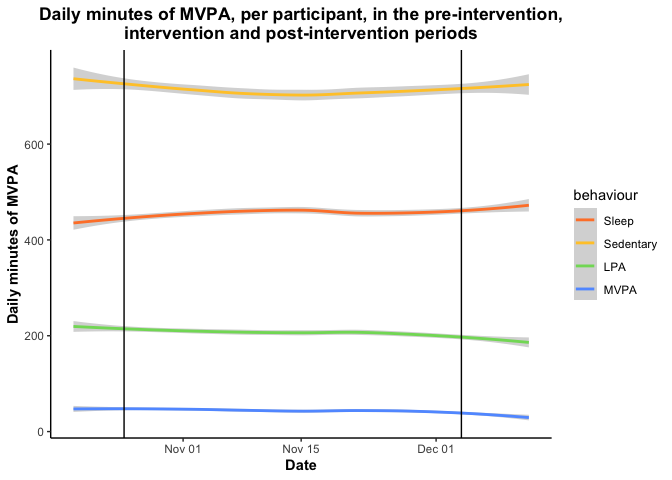 Daily minutes of MVPA, per participant, in the pre-intervention,
intervention and post-intervention periods
Daily minutes of MVPA
600
400
200
0
Nov 01
Nov 15
Dec 01
Date
behaviour
Sleep
Sedentary
LPA
MVPA